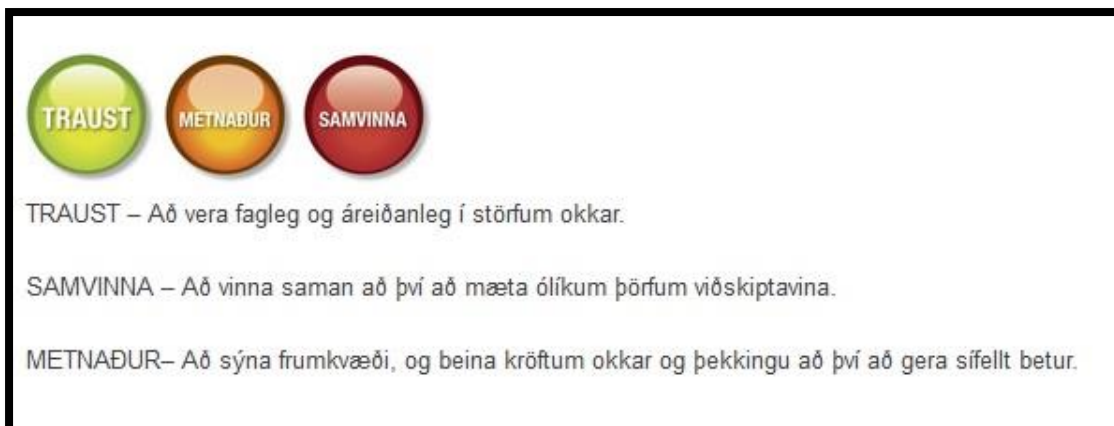 TRAUST METNAÐUR SAMVINNA
TRAUST – Að vera fagleg og áreiðanleg í störfum okkar.
SAMVINNA – Að vinna saman að því að mæta ólíkum þörfum viðskiptavina.
METNAÐUR– Að sýna frumkvæði, og beina kröftum okkar og þekkingu að því að gera sífellt betur.